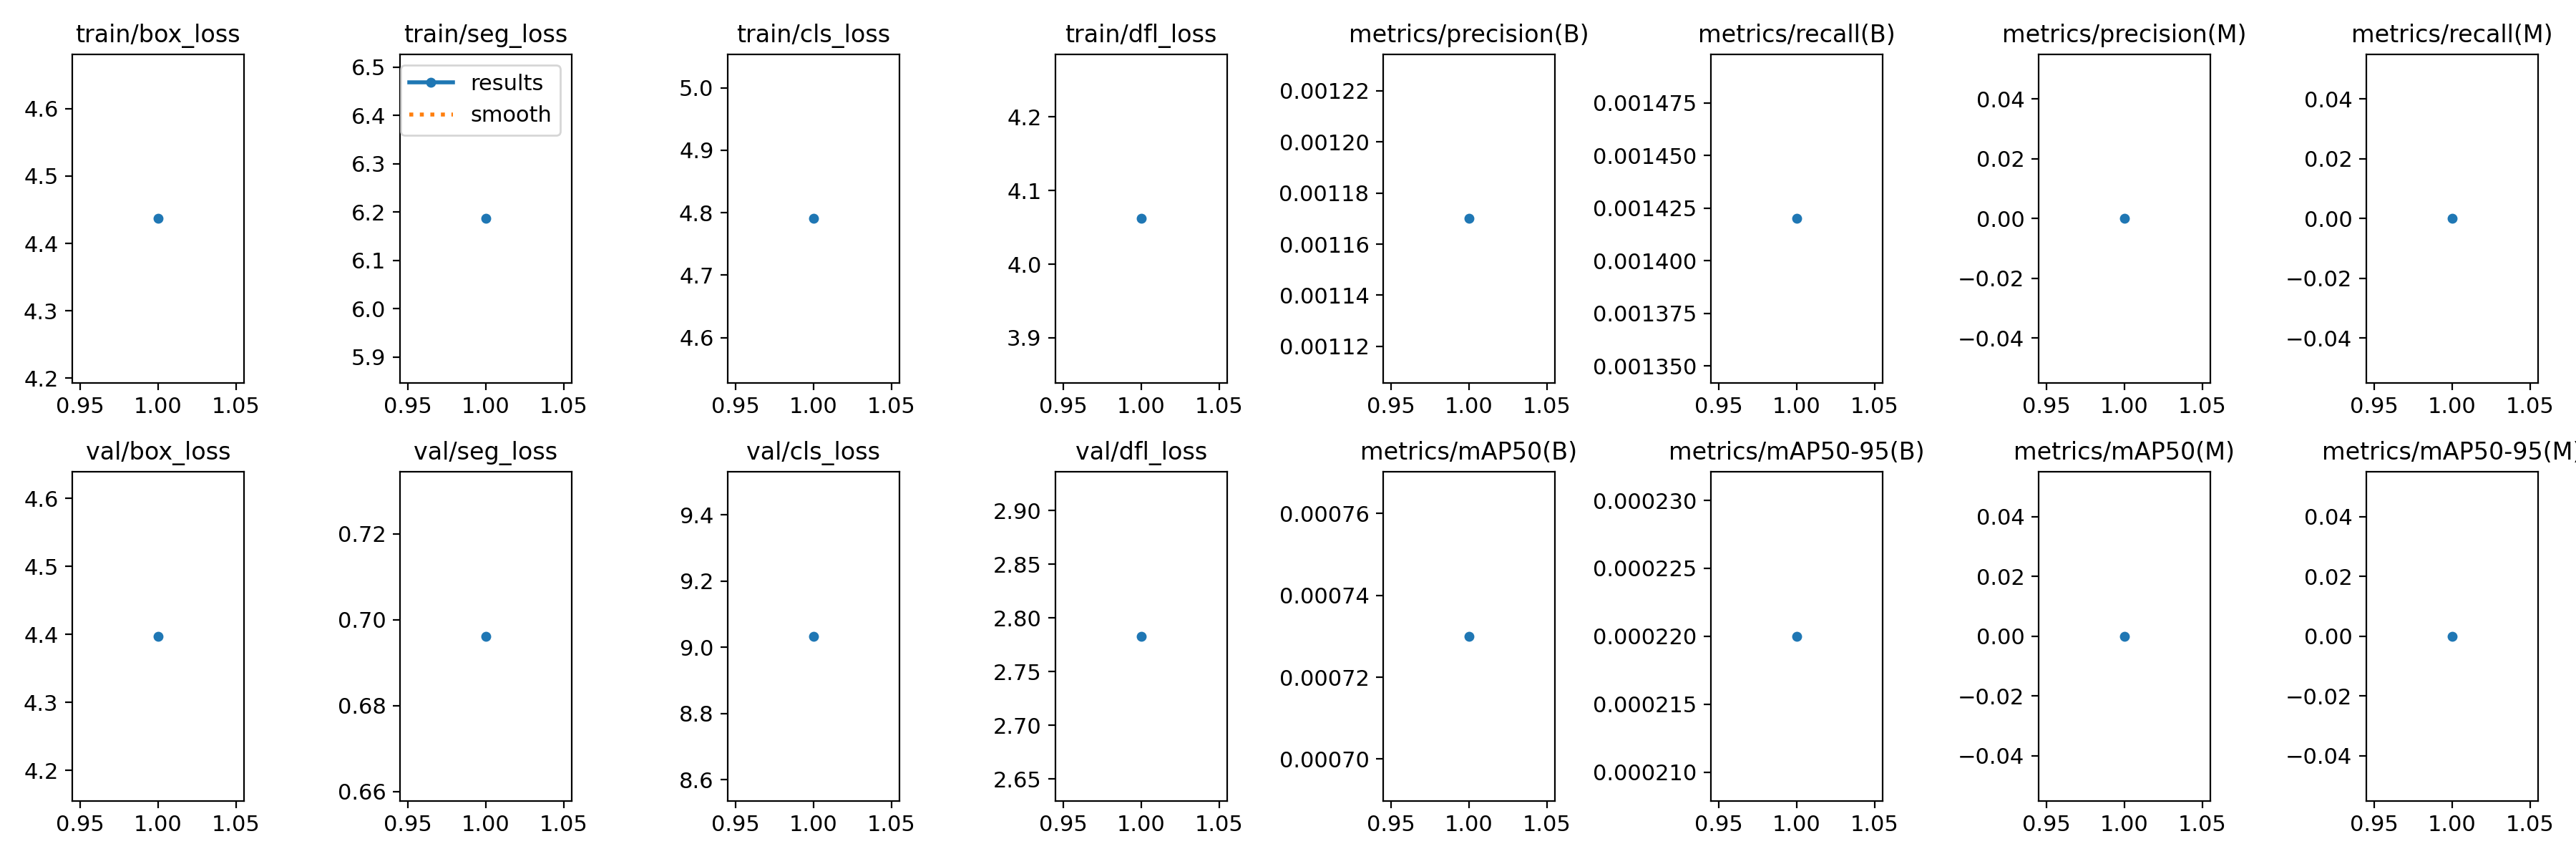 train/box_loss
4.6
4.5
4.4
4.3
4.2
0.95 1.00 1.05
train/seg_loss
results
smooth
6.5
6.4
6.3
6.2
6.1
6.0
5.9
0.95 1.00 1.05
train/cls_loss
5.0
4.9
4.8
4.7
4.6
0.95 1.00 1.05
train/dfl_loss
4.2
4.1
4.0
3.9
0.95 1.00 1.05
metrics/precision(B)
0.00122
0.00120
0.00118
0.00116
0.00114
0.00112
0.95 1.00 1.05
metrics/recall(B)
0.001475
0.001450
0.001425
0.001400
0.001375
0.001350
0.95 1.00 1.05
metrics/precision(M)
0.04
0.02
0.00
−0.02
−0.04
0.95 1.00 1.05
metrics/recall(M)
0.04
0.02
0.00
−0.02
−0.04
0.95 1.00 1.05
val/box_loss
4.6
4.5
4.4
4.3
4.2
0.95 1.00 1.05
val/seg_loss
0.72
0.70
0.68
0.66
0.95 1.00 1.05
val/cls_loss
9.4
9.2
9.0
8.8
8.6
0.95 1.00 1.05
val/dfl_loss
2.90
2.85
2.80
2.75
2.70
2.65
0.95 1.00 1.05
metrics/mAP50(B)
0.00076
0.00074
0.00072
0.00070
0.95 1.00 1.05
metrics/mAP50-95(B)
0.000230
0.000225
0.000220
0.000215
0.000210
0.95 1.00 1.05
metrics/mAP50(M)
0.04
0.02
0.00
−0.02
−0.04
0.95 1.00 1.05
metrics/mAP50-95(M)
0.04
0.02
0.00
−0.02
−0.04
0.95 1.00 1.05